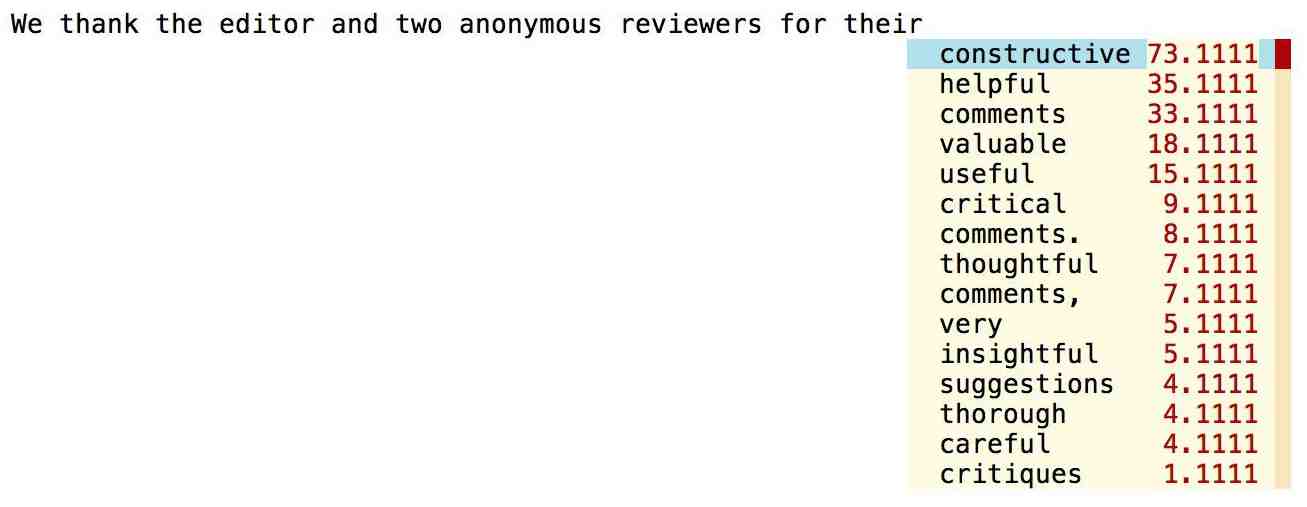 We thank the editor and two anonymous reviewers for their
constructive 73.1111
helpful 35.1111
comments 33.1111
valuable 18.1111
useful 15.1111
critical 9.1111
comments. 8.1111
thoughtful 7.1111
comments, 7.1111
very 5.1111
insightful 5.1111
suggestions 4.1111
thorough 4.1111
careful 4.1111
critiques 1.1111